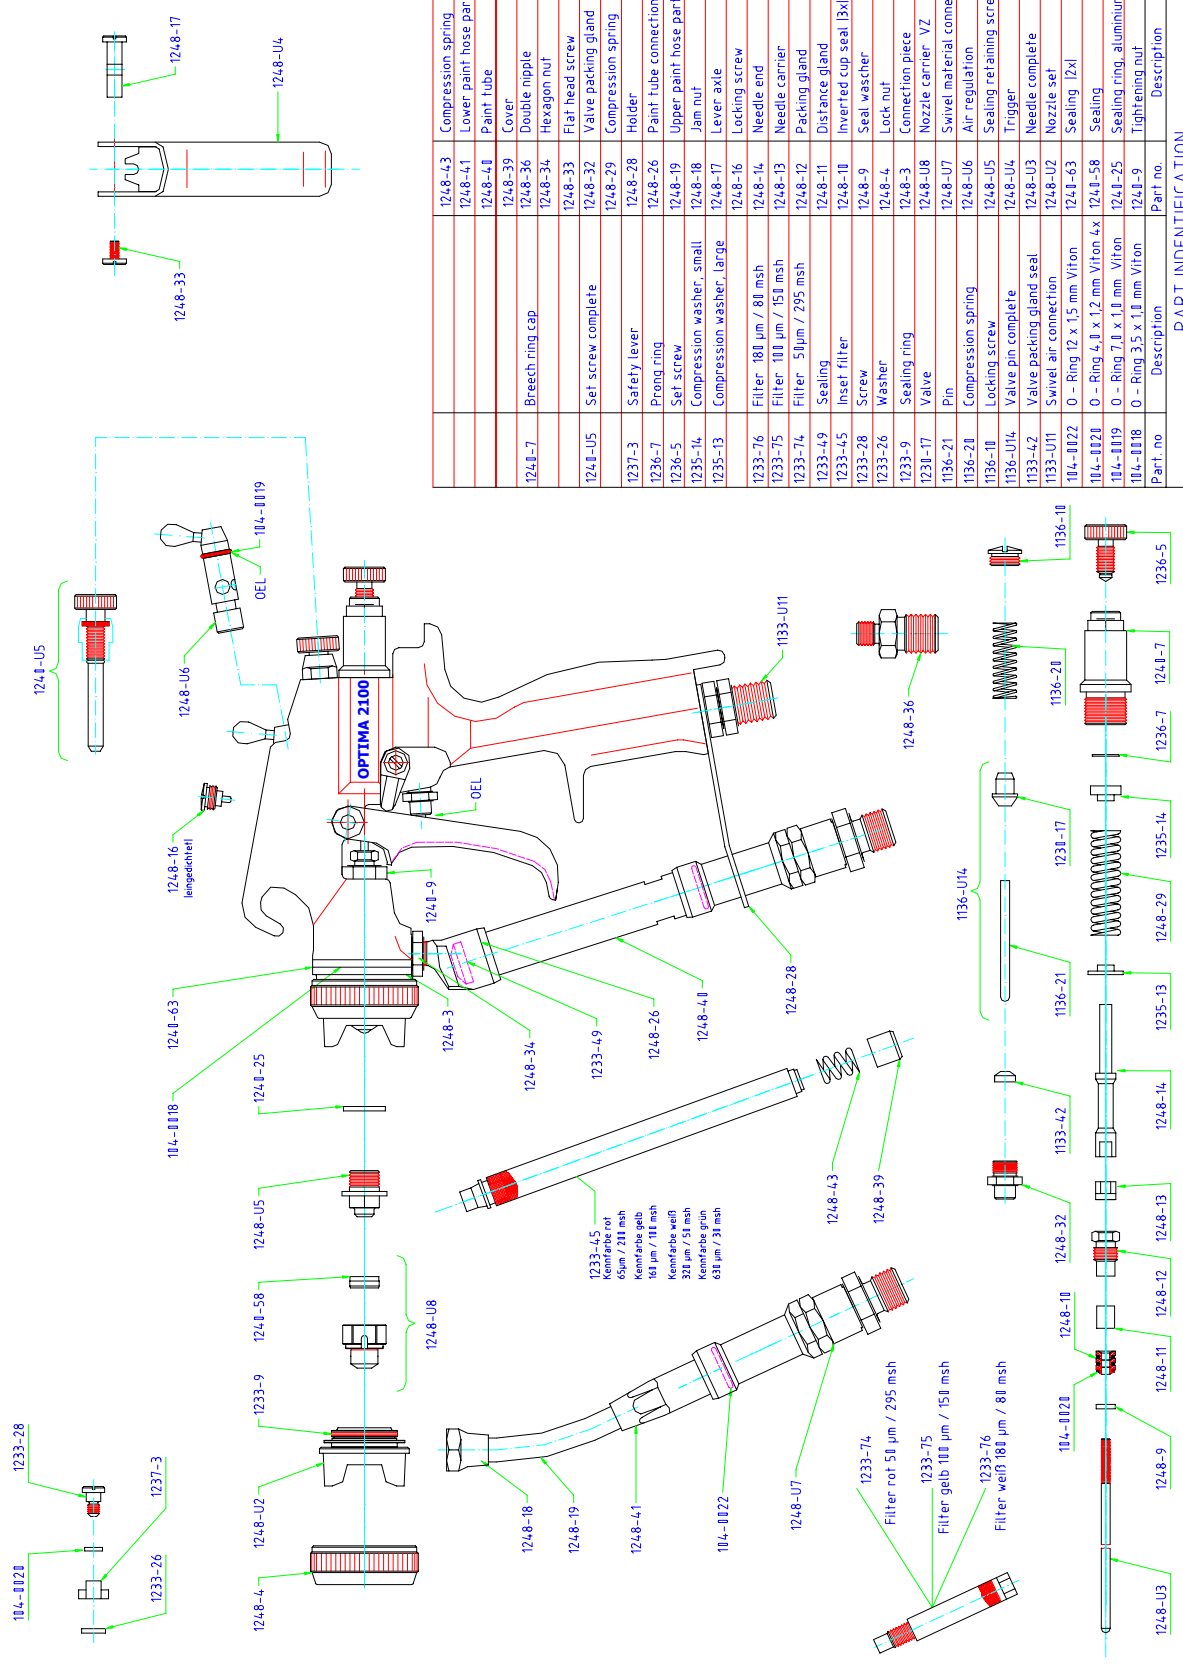 1248-17
1248-U4
1248-33
1240-U5
104-0019
OEL
1248-U6
OPTIMA 2100
1248-16
(eingedichtet)
OEL
1133-U11
1248-36
1240-9
1240-63
104-0018
1240-25
1248-3
1248-34
1233-49
1248-26
1248-40
1248-28
1248-U5
1240-58
1248-U8
1233-9
1248-U2
1248-4
1233-28
1237-3
104-0020
1233-26
1233-45
Kennfarbe rot
65µm / 200 msh
Kennfarbe gelb
160 µm / 100 msh
Kennfarbe weiß
320 µm / 50 msh
Kennfarbe grün
630 µm / 30 msh
1248-43
1248-39
1248-18
1248-19
1248-41
104-0022
1248-U7
1233-74
Filter rot 50 µm / 295 msh
1233-75
Filter gelb 100 µm / 150 msh
1233-76
Filter weiß 180 µm / 80 msh
1136-10
1136-20
1136-U14
1230-17
1136-21
1133-42
1248-32
1236-5
1240-7
1236-7
1235-14
1248-29
1235-13
1248-14
1248-13
1248-12
1248-10
1248-11
104-0020
1248-9
1248-U3
1248-43 Compression spring
1248-41 Lower paint hose par
1248-40 Paint tube
1248-39 Cover
1240-7 Breech ring cap 1248-36 Double nipple
1248-34 Hexagon nut
1248-33 Flat head screw
1240-U5 Set screw complete 1248-32 Valve packing gland
1248-29 Compression spring
1237-3 Safety lever 1248-28 Holder
1236-7 Prong ring 1248-26 Paint tube connection
1236-5 Set screw 1248-19 Upper paint hose part
1235-14 Compression washer, small 1248-18 Jam nut
1235-13 Compression washer, large 1248-17 Lever axle
1248-16 Locking screw
1233-76 Filter 180 µm / 80 msh 1248-14 Needle end
1233-75 Filter 100 µm / 150 msh 1248-13 Needle carrier
1233-74 Filter 50µm / 295 msh 1248-12 Packing gland
1233-49 Sealing 1248-11 Distance gland
1233-45 Inset filter 1248-10 Inverted cup seal (3x)
1233-28 Screw 1248-9 Seal washer
1233-26 Washer 1248-4 Lock nut
1233-9 Sealing ring 1248-3 Connection piece
1230-17 Valve 1248-U8 Nozzle carrier VZ
1136-21 Pin 1248-U7 Swivel material conne
1136-20 Compression spring 1248-U6 Air regulation
1136-10 Locking screw 1248-U5 Sealing retaining scre
1136-U14 Valve pin complete 1248-U4 Trigger
1133-42 Valve packing gland seal 1248-U3 Needle complete
1133-U11 Swivel air connection 1248-U2 Nozzle set
104-0022 O - Ring 12 x 1,5 mm Viton 1240-63 Sealing (2x)
104-0020 O - Ring 4,0 x 1,2 mm Viton 4x 1240-58 Sealing
104-0019 O - Ring 7,0 x 1,0 mm Viton 1240-25 Sealing ring, aluminium
104-0018 O - Ring 3,5 x 1,0 mm Viton 1240-9 Tightening nut
Part. no Description Part no. Description
PART INDENTIFICATION